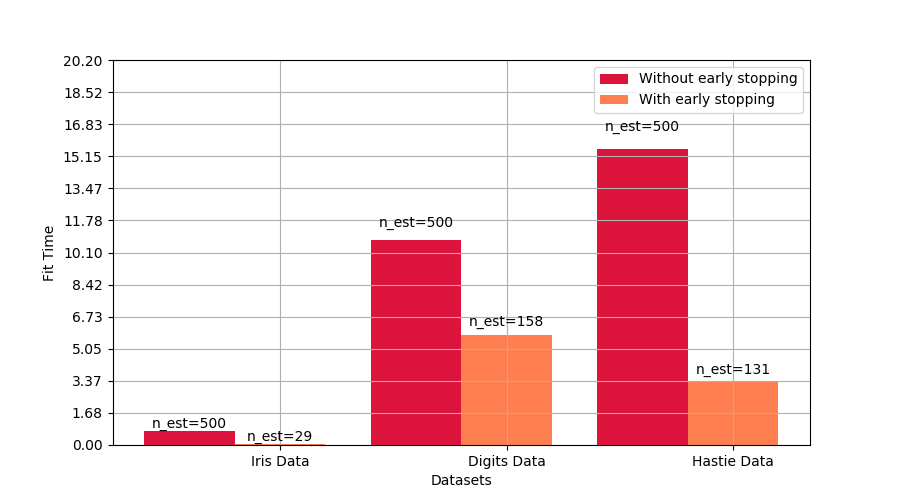 20.20
18.52
16.83
15.15
13.47
11.78
10.10
8.42
6.73
5.05
3.37
1.68
0.00
Fit Time
Without early stopping
With early stopping
n_est=500
n_est=500
n_est=158
n_est=131
n_est=500
n_est=29
Iris Data
Digits Data
Hastie Data
Datasets